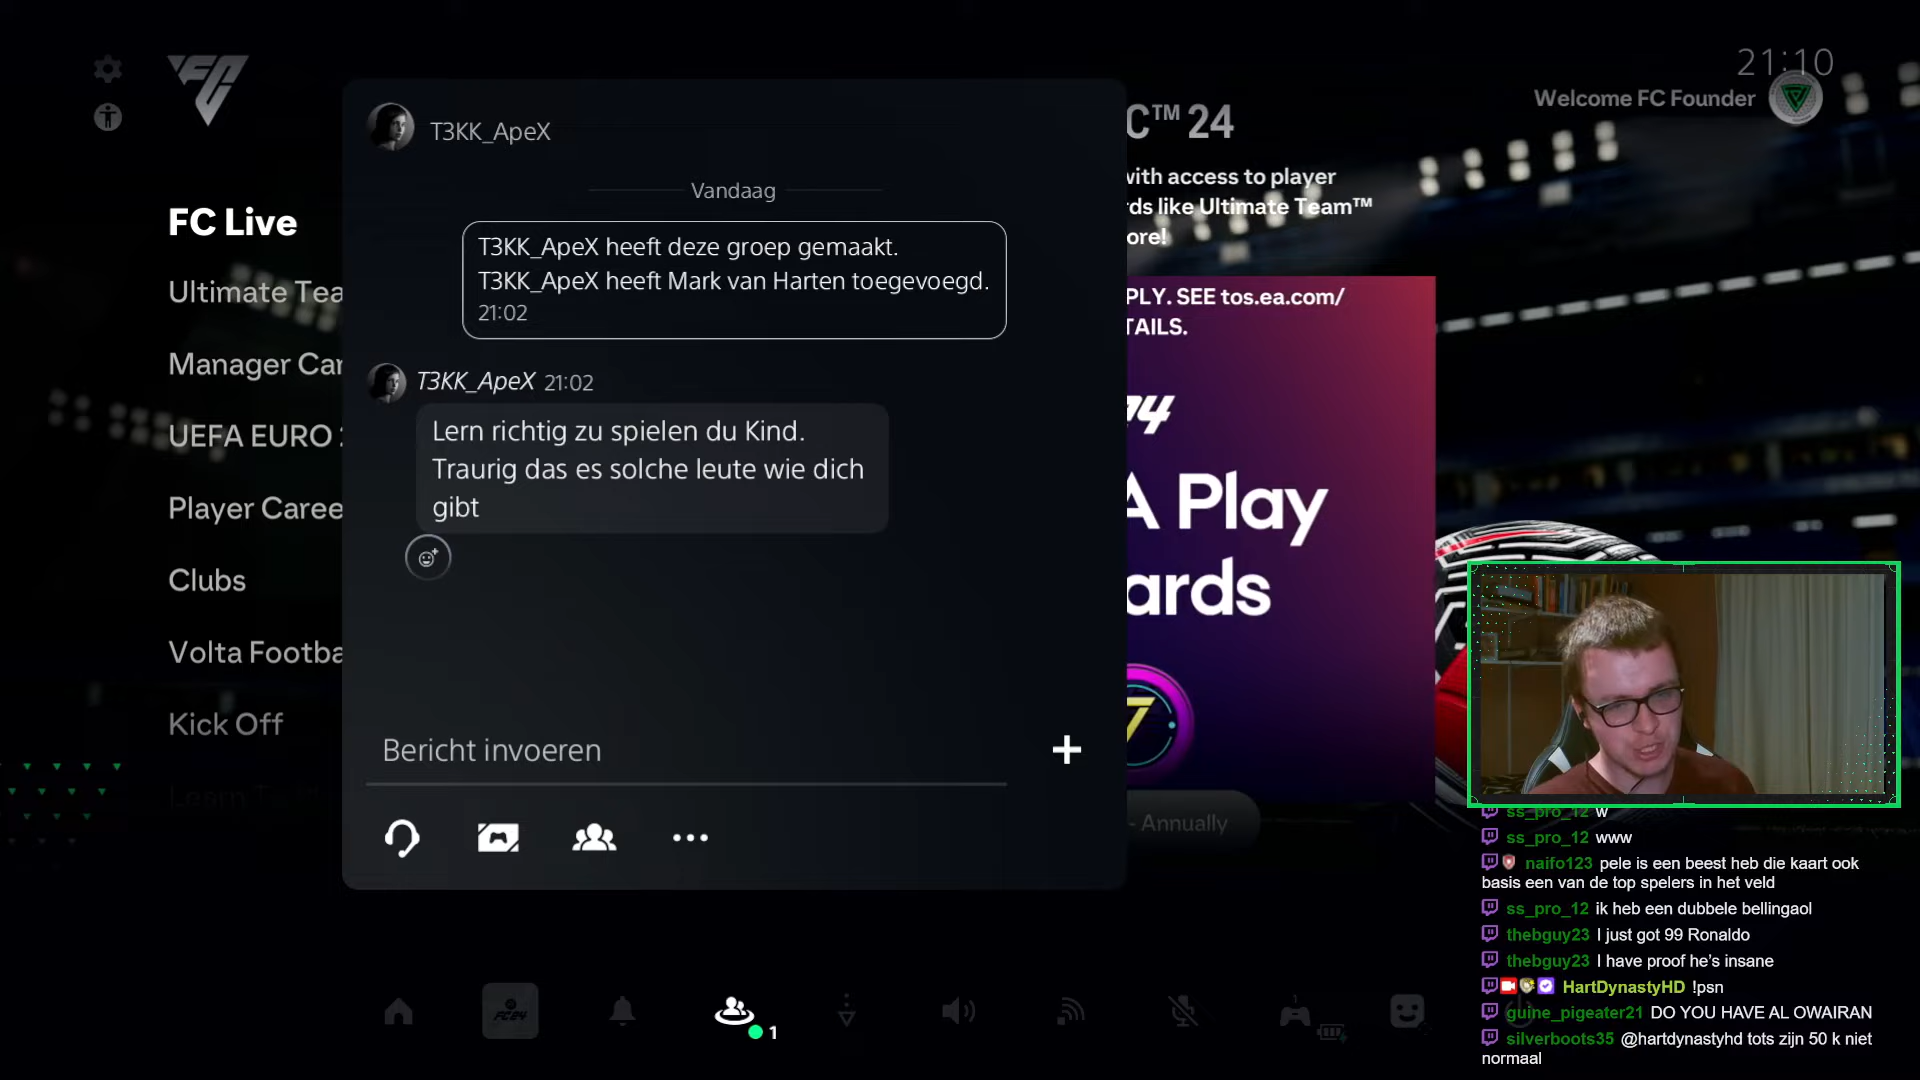 21:10
Welcome FC Founder
T3KK_ApeX
C™ 24
Vandaag
with access to player
rds like Ultimate Team™
ore!
T3KK_ApeX heeft deze groep gemaakt.
T3KK_ApeX heeft Mark van Harten toegevoegd.
21:02
FC Live
Ultimate Tea
Manager Car
UEFA EURO 2
Player Caree
Clubs
Volta Footba
Kick Off
PLY. SEE tos.ea.com/
TAILS.
T3KK_ApeX 21:02
Lern richtig zu spielen du Kind.
Traurig das es solche leute wie dich
gibt
24
A Play
ards
Bericht invoeren
- Annually
1
ss_pro_12 w
ss_pro_12 www
naifo123 pele is een beest heb die kaart ook
basis een van de top spelers in het veld
ss_pro_12 ik heb een dubbele bellingaol
thebguy23 I just got 99 Ronaldo
thebguy23 I have proof he's insane
HartDynastyHD !psn
guine_pigeater21 DO YOU HAVE AL OWAIRAN
silverboots35 @hartdynastyhd tots zijn 50 k niet
normaal